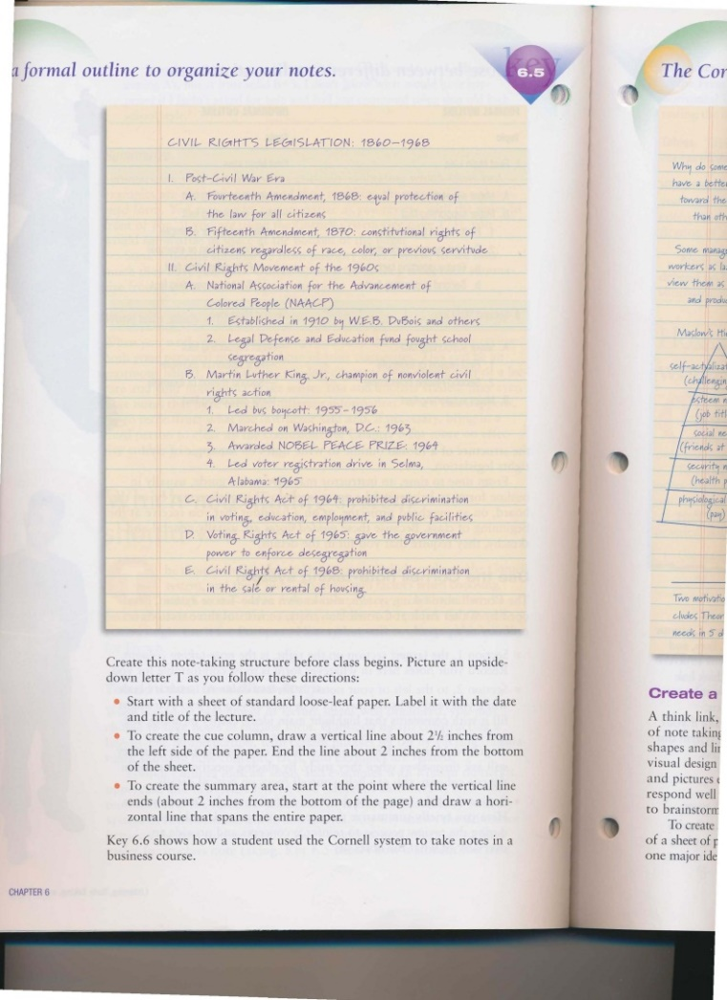 a formal outline to organize your notes.
key
6.5
CIVIL RIGHTS LEGISLATION: 1860–1968
I. Post-Civil War Era
A. Fourteenth Amendment, 1868: equal protection of
the law for all citizens
B. Fifteenth Amendment, 1870: constitutional rights of
citizens regardless of race, color, or previous servitude
II. Civil Rights Movement of the 1960s
A. National Association for the Advancement of
Colored People (NAACP)
1. Established in 1910 by W.E.B. DuBois and others
2. Legal Defense and Education fund fought school
segregation
B. Martin Luther King, Jr., champion of nonviolent civil
rights action
1. Led bus boycott: 1955–1956
2. Marched on Washington, D.C.: 1963
3. Awarded NOBEL PEACE PRIZE: 1964
4. Led voter registration drive in Selma,
Alabama: 1965
C. Civil Rights Act of 1964: prohibited discrimination
in voting, education, employment, and public facilities
D. Voting Rights Act of 1965: gave the government
power to enforce desegregation
E. Civil Rights Act of 1968: prohibited discrimination
in the sale or rental of housing
Create this note-taking structure before class begins. Picture an upside-
down letter T as you follow these directions:
• Start with a sheet of standard loose-leaf paper. Label it with the date
and title of the lecture.
• To create the cue column, draw a vertical line about 2½ inches from
the left side of the paper. End the line about 2 inches from the bottom
of the sheet.
• To create the summary area, start at the point where the vertical line
ends (about 2 inches from the bottom of the page) and draw a hori-
zontal line that spans the entire paper.
Key 6.6 shows how a student used the Cornell system to take notes in a
business course.
CHAPTER 6
The Cor
Why do some
have a bette
toward the
than oth
Some manag
workers as la
view them as
and produ
Maslow's Hi
self-actualiza
(challengin
esteem n
(job titl
social ne
(friends at
security n
(health p
physiological
(pay)
Two motivatio
cludes Theor
needs in 5 d
Create a
A think link,
of note taking
shapes and lin
visual design
and pictures
respond well
to brainstorm
To create
of a sheet of p
one major ide